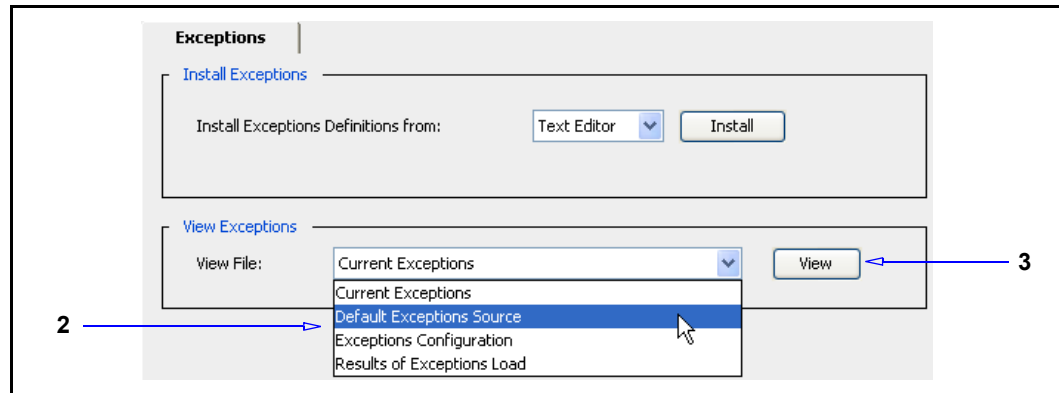 Exceptions
Install Exceptions
Install Exceptions Definitions from: Text Editor Install
View Exceptions
View File: Current Exceptions View 3
Current Exceptions
2 Default Exceptions Source
Exceptions Configuration
Results of Exceptions Load